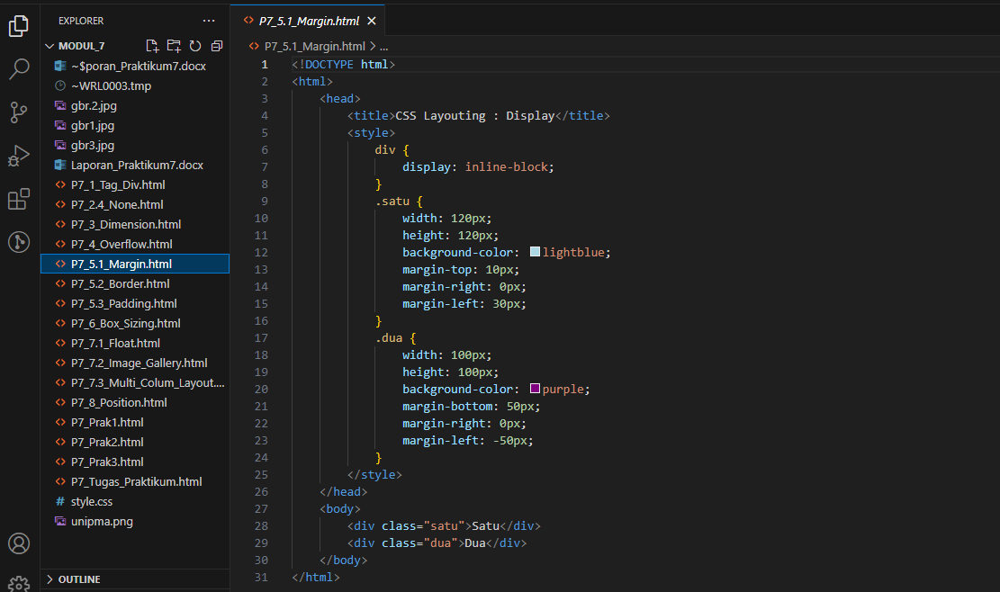 EXPLORER
P7_5.1_Margin.html
MODUL_7
~$poran_Praktikum7.docx
~WRL0003.tmp
gbr.2.jpg
gbr1.jpg
gbr3.jpg
Laporan_Praktikum7.docx
P7_1_Tag_Div.html
P7_2.4_None.html
P7_3_Dimension.html
P7_4_Overflow.html
P7_5.1_Margin.html
P7_5.2_Border.html
P7_5.3_Padding.html
P7_6_Box_Sizing.html
P7_7.1_Float.html
P7_7.2_Image_Gallery.html
P7_7.3_Multi_Colum_Layout....
P7_8_Position.html
P7_Prak1.html
P7_Prak2.html
P7_Prak3.html
P7_Tugas_Praktikum.html
# style.css
unipma.png
OUTLINE
P7_5.1_Margin.html > ...
1 <!DOCTYPE html>
2 <html>
3 <head>
4 <title>CSS Layouting : Display</title>
5 <style>
6 div {
7 display: inline-block;
8 }
9 .satu {
10 width: 120px;
11 height: 120px;
12 background-color: lightblue;
13 margin-top: 10px;
14 margin-right: 0px;
15 margin-left: 30px;
16 }
17 .dua {
18 width: 100px;
19 height: 100px;
20 background-color: purple;
21 margin-bottom: 50px;
22 margin-right: 0px;
23 margin-left: -50px;
24 }
25 </style>
26 </head>
27 <body>
28 <div class="satu">Satu</div>
29 <div class="dua">Dua</div>
30 </body>
31 </html>